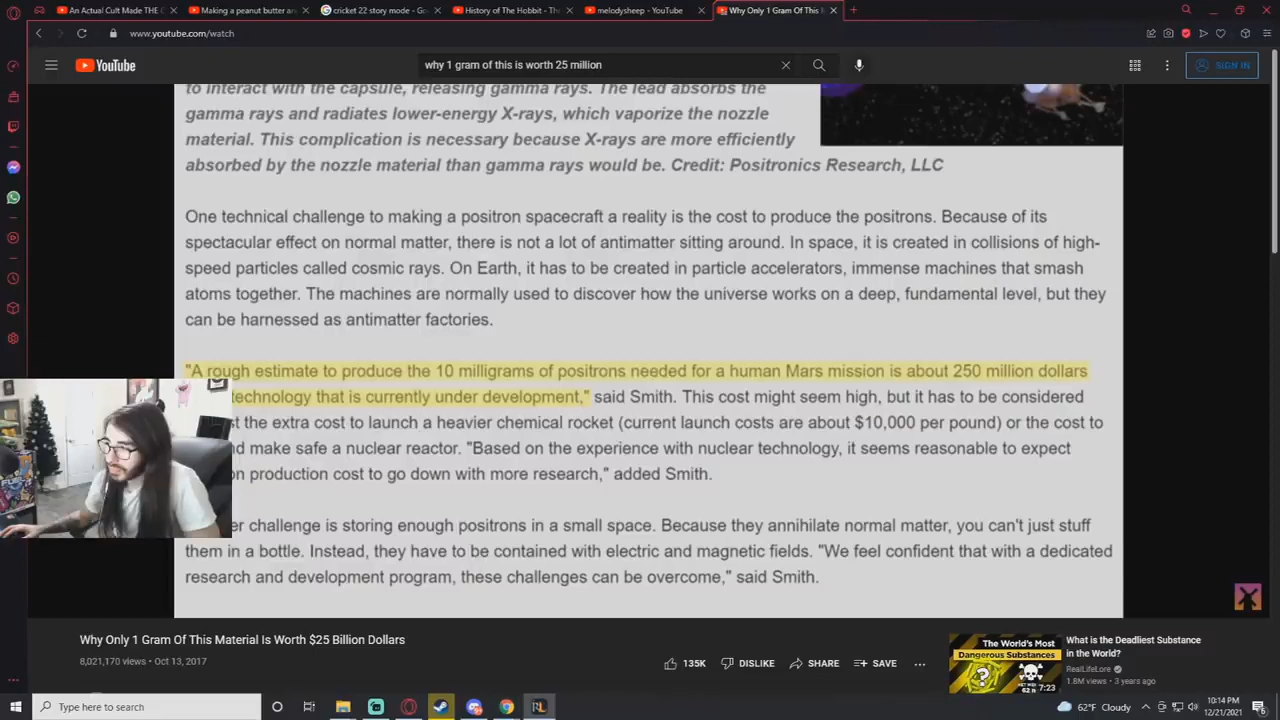 An Actual Cult Made THE C
Making a peanut butter an
cricket 22 story mode - Go
History of The Hobbit - Th
melodysheep - YouTube
Why Only 1 Gram Of This M
www.youtube.com/watch
YouTube
why 1 gram of this is worth 25 million
SIGN IN
to interact with the capsule, releasing gamma rays. The lead absorbs the
gamma rays and radiates lower-energy X-rays, which vaporize the nozzle
material. This complication is necessary because X-rays are more efficiently
absorbed by the nozzle material than gamma rays would be. Credit: Positronics Research, LLC
One technical challenge to making a positron spacecraft a reality is the cost to produce the positrons. Because of its
spectacular effect on normal matter, there is not a lot of antimatter sitting around. In space, it is created in collisions of high-
speed particles called cosmic rays. On Earth, it has to be created in particle accelerators, immense machines that smash
atoms together. The machines are normally used to discover how the universe works on a deep, fundamental level, but they
can be harnessed as antimatter factories.
"A rough estimate to produce the 10 milligrams of positrons needed for a human Mars mission is about 250 million dollars
technology that is currently under development," said Smith. This cost might seem high, but it has to be considered
the extra cost to launch a heavier chemical rocket (current launch costs are about $10,000 per pound) or the cost to
and make safe a nuclear reactor. "Based on the experience with nuclear technology, it seems reasonable to expect
production cost to go down with more research," added Smith.
challenge is storing enough positrons in a small space. Because they annihilate normal matter, you can't just stuff
them in a bottle. Instead, they have to be contained with electric and magnetic fields. "We feel confident that with a dedicated
research and development program, these challenges can be overcome," said Smith.
Why Only 1 Gram Of This Material Is Worth $25 Billion Dollars
8,021,170 views • Oct 13, 2017
135K
DISLIKE
SHARE
SAVE
The World's Most
Dangerous Substances
7:23
What is the Deadliest Substance
in the World?
RealLifeLore
1.8M views • 3 years ago
Type here to search
62°F Cloudy
10:14 PM
12/21/2021